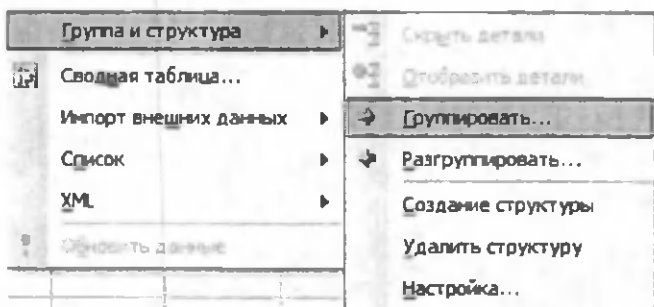 Группа и структура
Сводная таблица...
Импорт внешних данных
Список
XML
Обновить данные
Скрыть детали
Отобразить детали
Группировать...
Разгруппировать...
Создание структуры
Удалить структуру
Настройка...